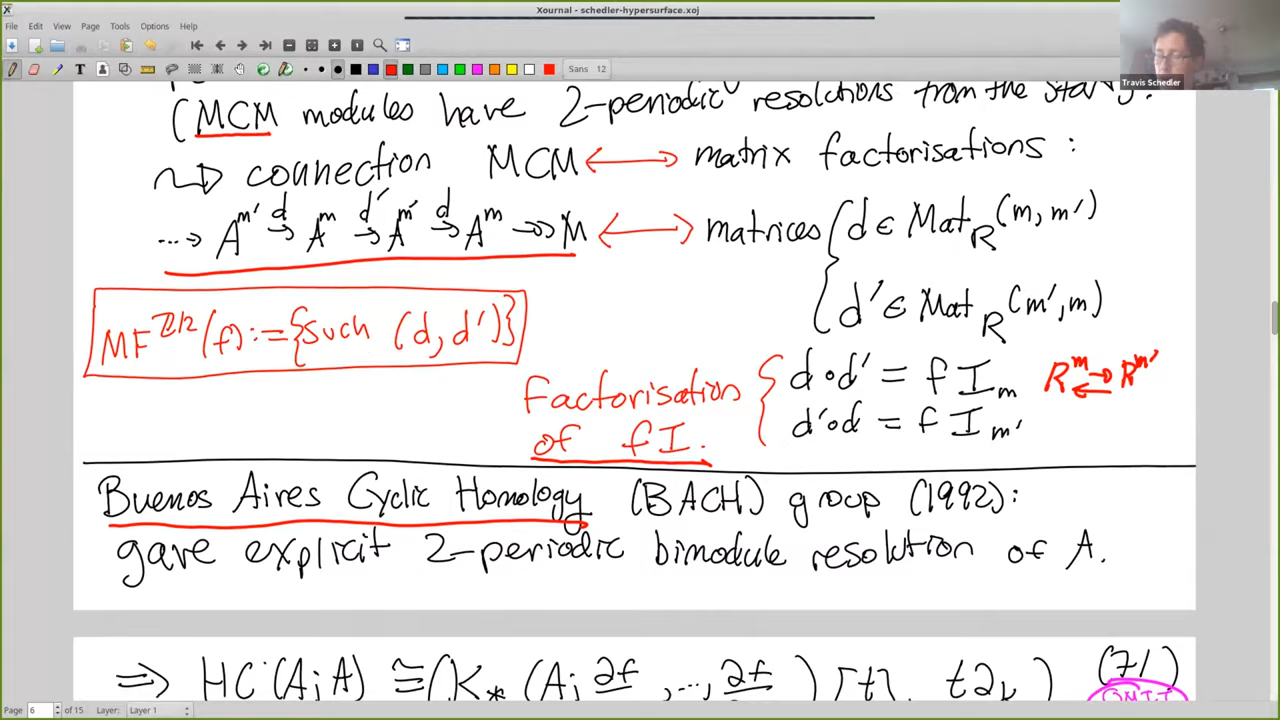 Xournal - schedler-hypersurface.xoj
File Edit View Page Tools Options Help
Sans 12
Travis Schedler
(MCM modules have 2-periodic resolutions from the start).
⤳ connection MCM ⟷ matrix factorisations :
... → A^m' →^d A^m →^d' A^m' →^d A^m ↠ M ⟷ matrices { d ∈ Mat_R (m, m')
d' ∈ Mat_R (m', m)
MF^ℤ/2 (f) := {such (d, d')}
Factorisation of f I. { d∘d' = f I_m R^m ⇄ R^m'
d'∘d = f I_m'
Buenos Aires Cyclic Homology (BACH) group (1992):
gave explicit 2-periodic bimodule resolution of A.
⟹ HC^•(A; A) ≅ (K_* (A; ∂f , ..., ∂f
Page 6 of 15 Layer: Layer 1